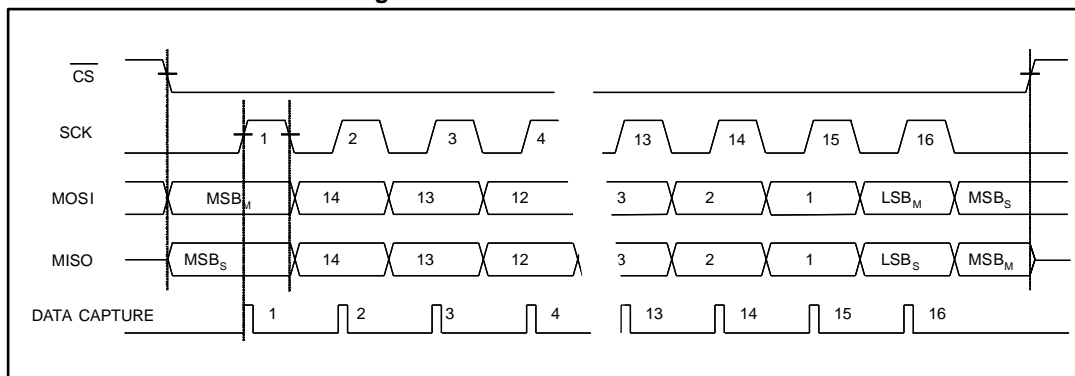 CS
SCK 1 2 3 4 13 14 15 16
MOSI MSB_M 14 13 12 3 2 1 LSB_M MSB_S
MISO MSB_S 14 13 12 3 2 1 LSB_S MSB_M
DATA CAPTURE 1 2 3 4 13 14 15 16